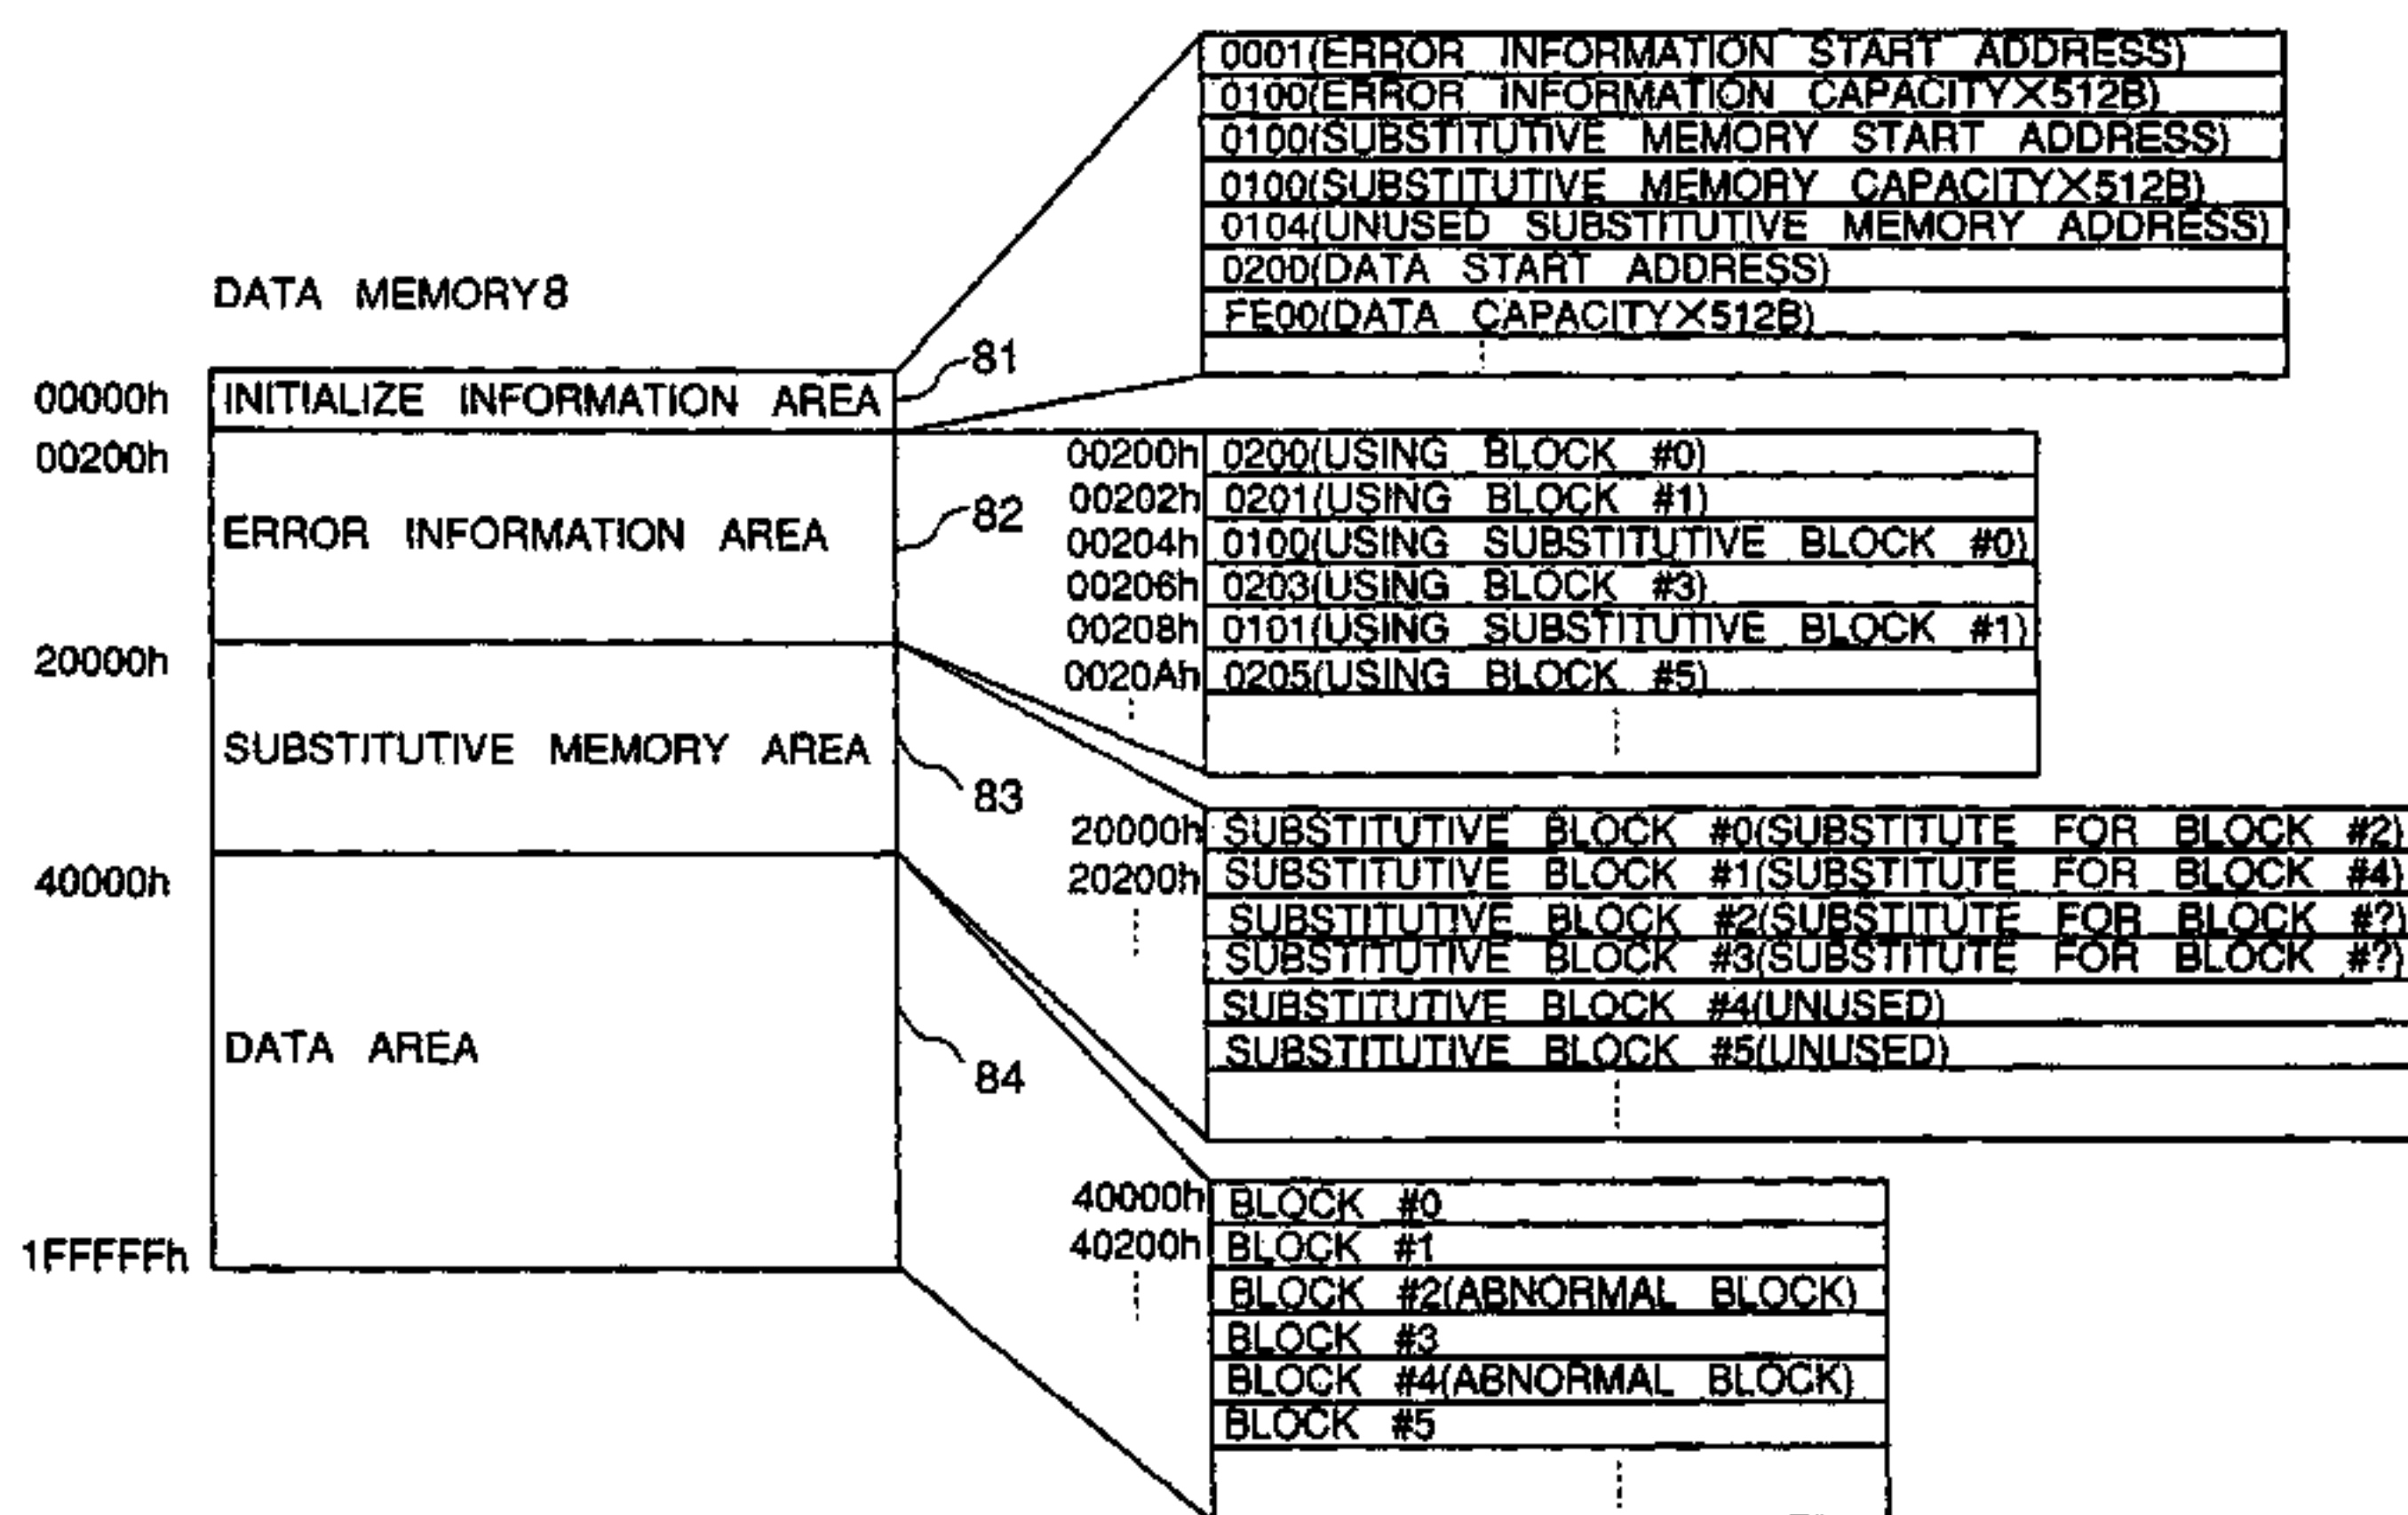 DATA MEMORY8
00000h INITIALIZE INFORMATION AREA 81
00200h
ERROR INFORMATION AREA 82
20000h
SUBSTITUTIVE MEMORY AREA 83
40000h
DATA AREA 84
1FFFFFh
0001(ERROR INFORMATION START ADDRESS)
0100(ERROR INFORMATION CAPACITY×512B)
0100(SUBSTITUTIVE MEMORY START ADDRESS)
0100(SUBSTITUTIVE MEMORY CAPACITY×512B)
0104(UNUSED SUBSTITUTIVE MEMORY ADDRESS)
0200(DATA START ADDRESS)
FE00(DATA CAPACITY×512B)
00200h 0200(USING BLOCK #0)
00202h 0201(USING BLOCK #1)
00204h 0100(USING SUBSTITUTIVE BLOCK #0)
00206h 0203(USING BLOCK #3)
00208h 0101(USING SUBSTITUTIVE BLOCK #1)
0020Ah 0205(USING BLOCK #5)
20000h SUBSTITUTIVE BLOCK #0(SUBSTITUTE FOR BLOCK #2)
20200h SUBSTITUTIVE BLOCK #1(SUBSTITUTE FOR BLOCK #4)
SUBSTITUTIVE BLOCK #2(SUBSTITUTE FOR BLOCK #?)
SUBSTITUTIVE BLOCK #3(SUBSTITUTE FOR BLOCK #?)
SUBSTITUTIVE BLOCK #4(UNUSED)
SUBSTITUTIVE BLOCK #5(UNUSED)
40000h BLOCK #0
40200h BLOCK #1
BLOCK #2(ABNORMAL BLOCK)
BLOCK #3
BLOCK #4(ABNORMAL BLOCK)
BLOCK #5